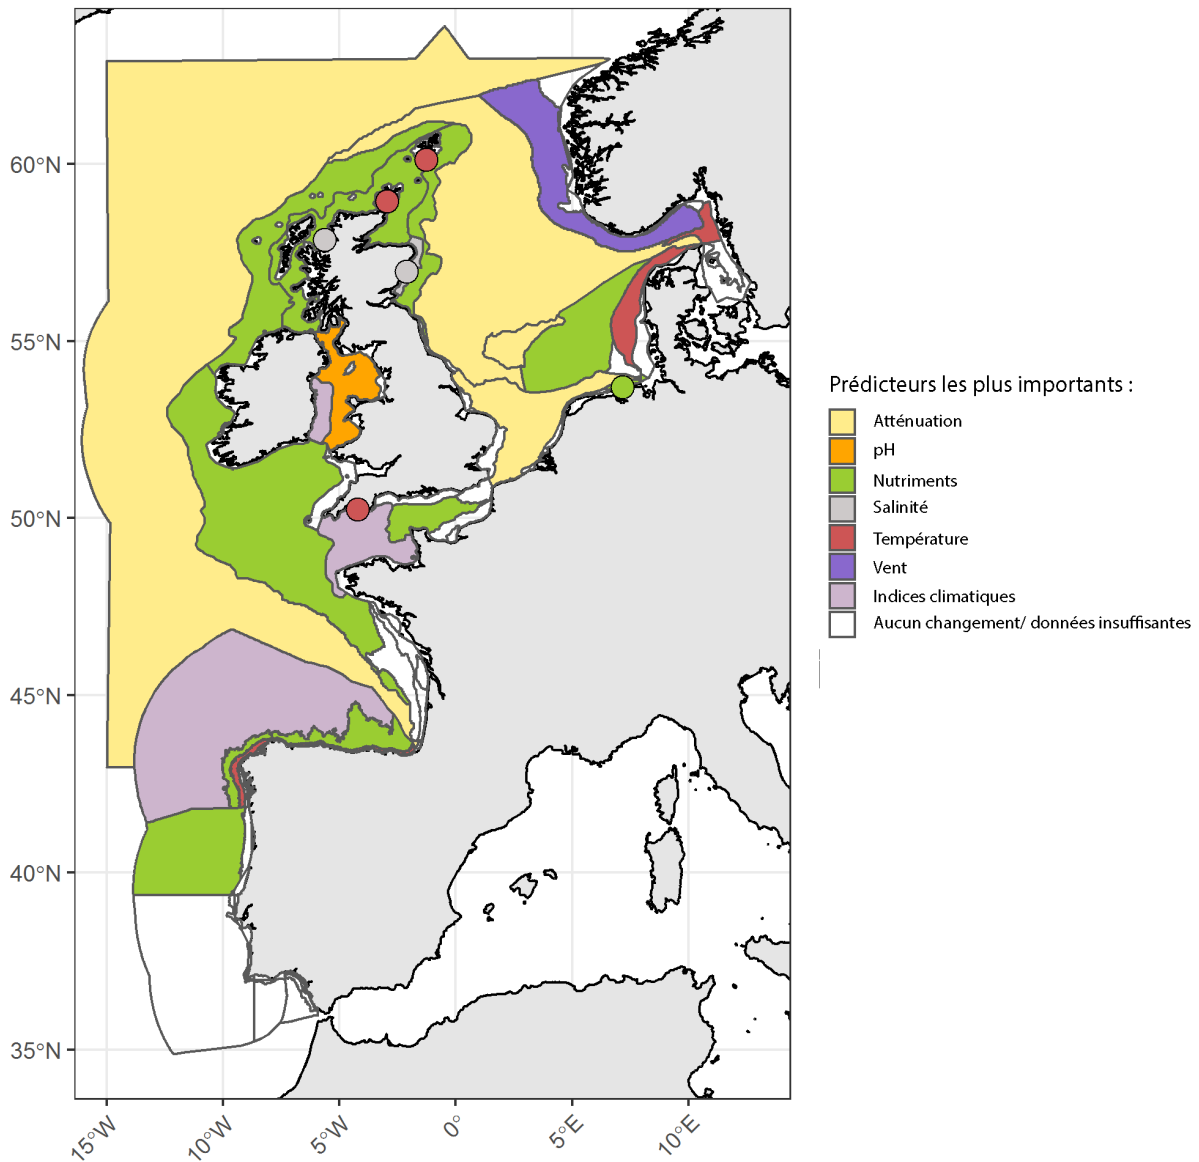 60°N
55°N
50°N
45°N
40°N
35°N
15°W
10°W
5°W
0°
5°E
10°E
Prédicteurs les plus importants :
Atténuation
pH
Nutriments
Salinité
Température
Vent
Indices climatiques
Aucun changement/ données insuffisantes